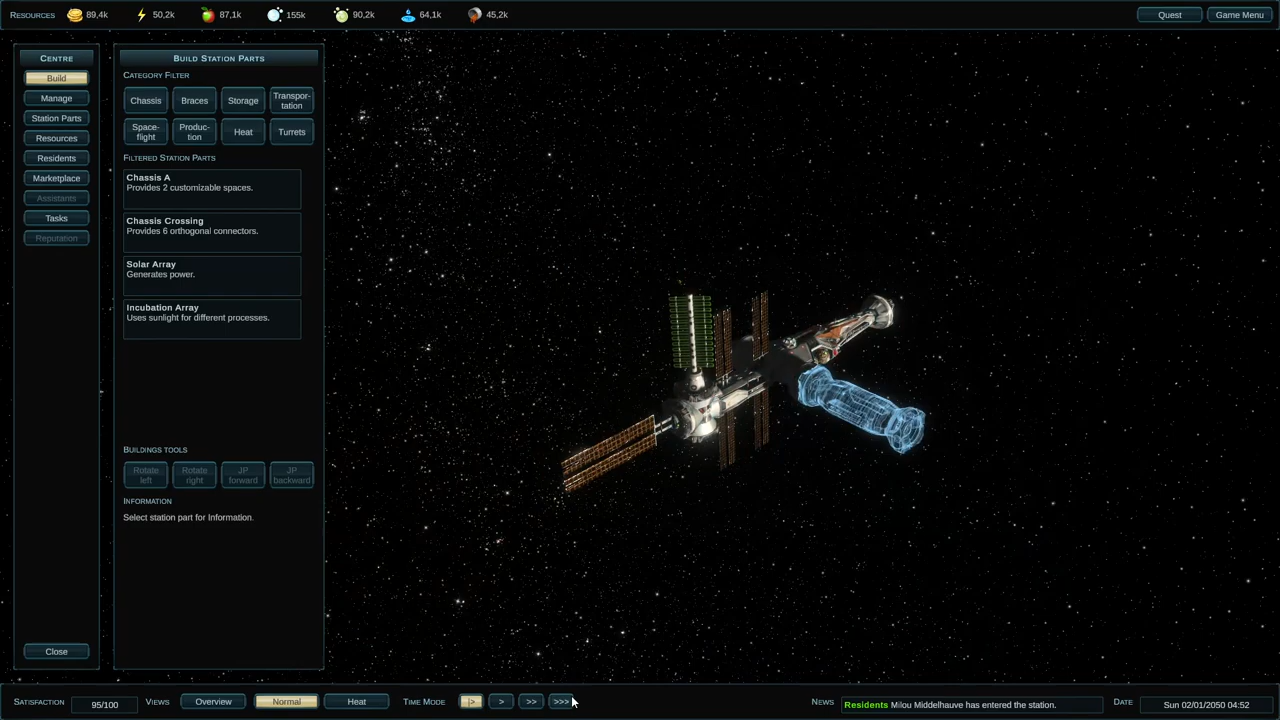 Resources 89,4k 50,2k 87,1k 155k 90,2k 64,1k 45,2k Quest Game Menu
Centre
Build
Manage
Station Parts
Resources
Residents
Marketplace
Assistants
Tasks
Reputation
Close
Build Station Parts
Category Filter
Chassis Braces Storage Transpor-
tation
Space-
flight Produc-
tion Heat Turrets
Filtered Station Parts
Chassis A
Provides 2 customizable spaces.
Chassis Crossing
Provides 6 orthogonal connectors.
Solar Array
Generates power.
Incubation Array
Uses sunlight for different processes.
Buildings Tools
Rotate
left Rotate
right JP
forward JP
backward
Information
Select station part for Information.
Satisfaction 95/100 Views Overview Normal Heat Time Mode |> > >> >>> News Residents Milou Middelhauve has entered the station. Date Sun 02/01/2050 04:52